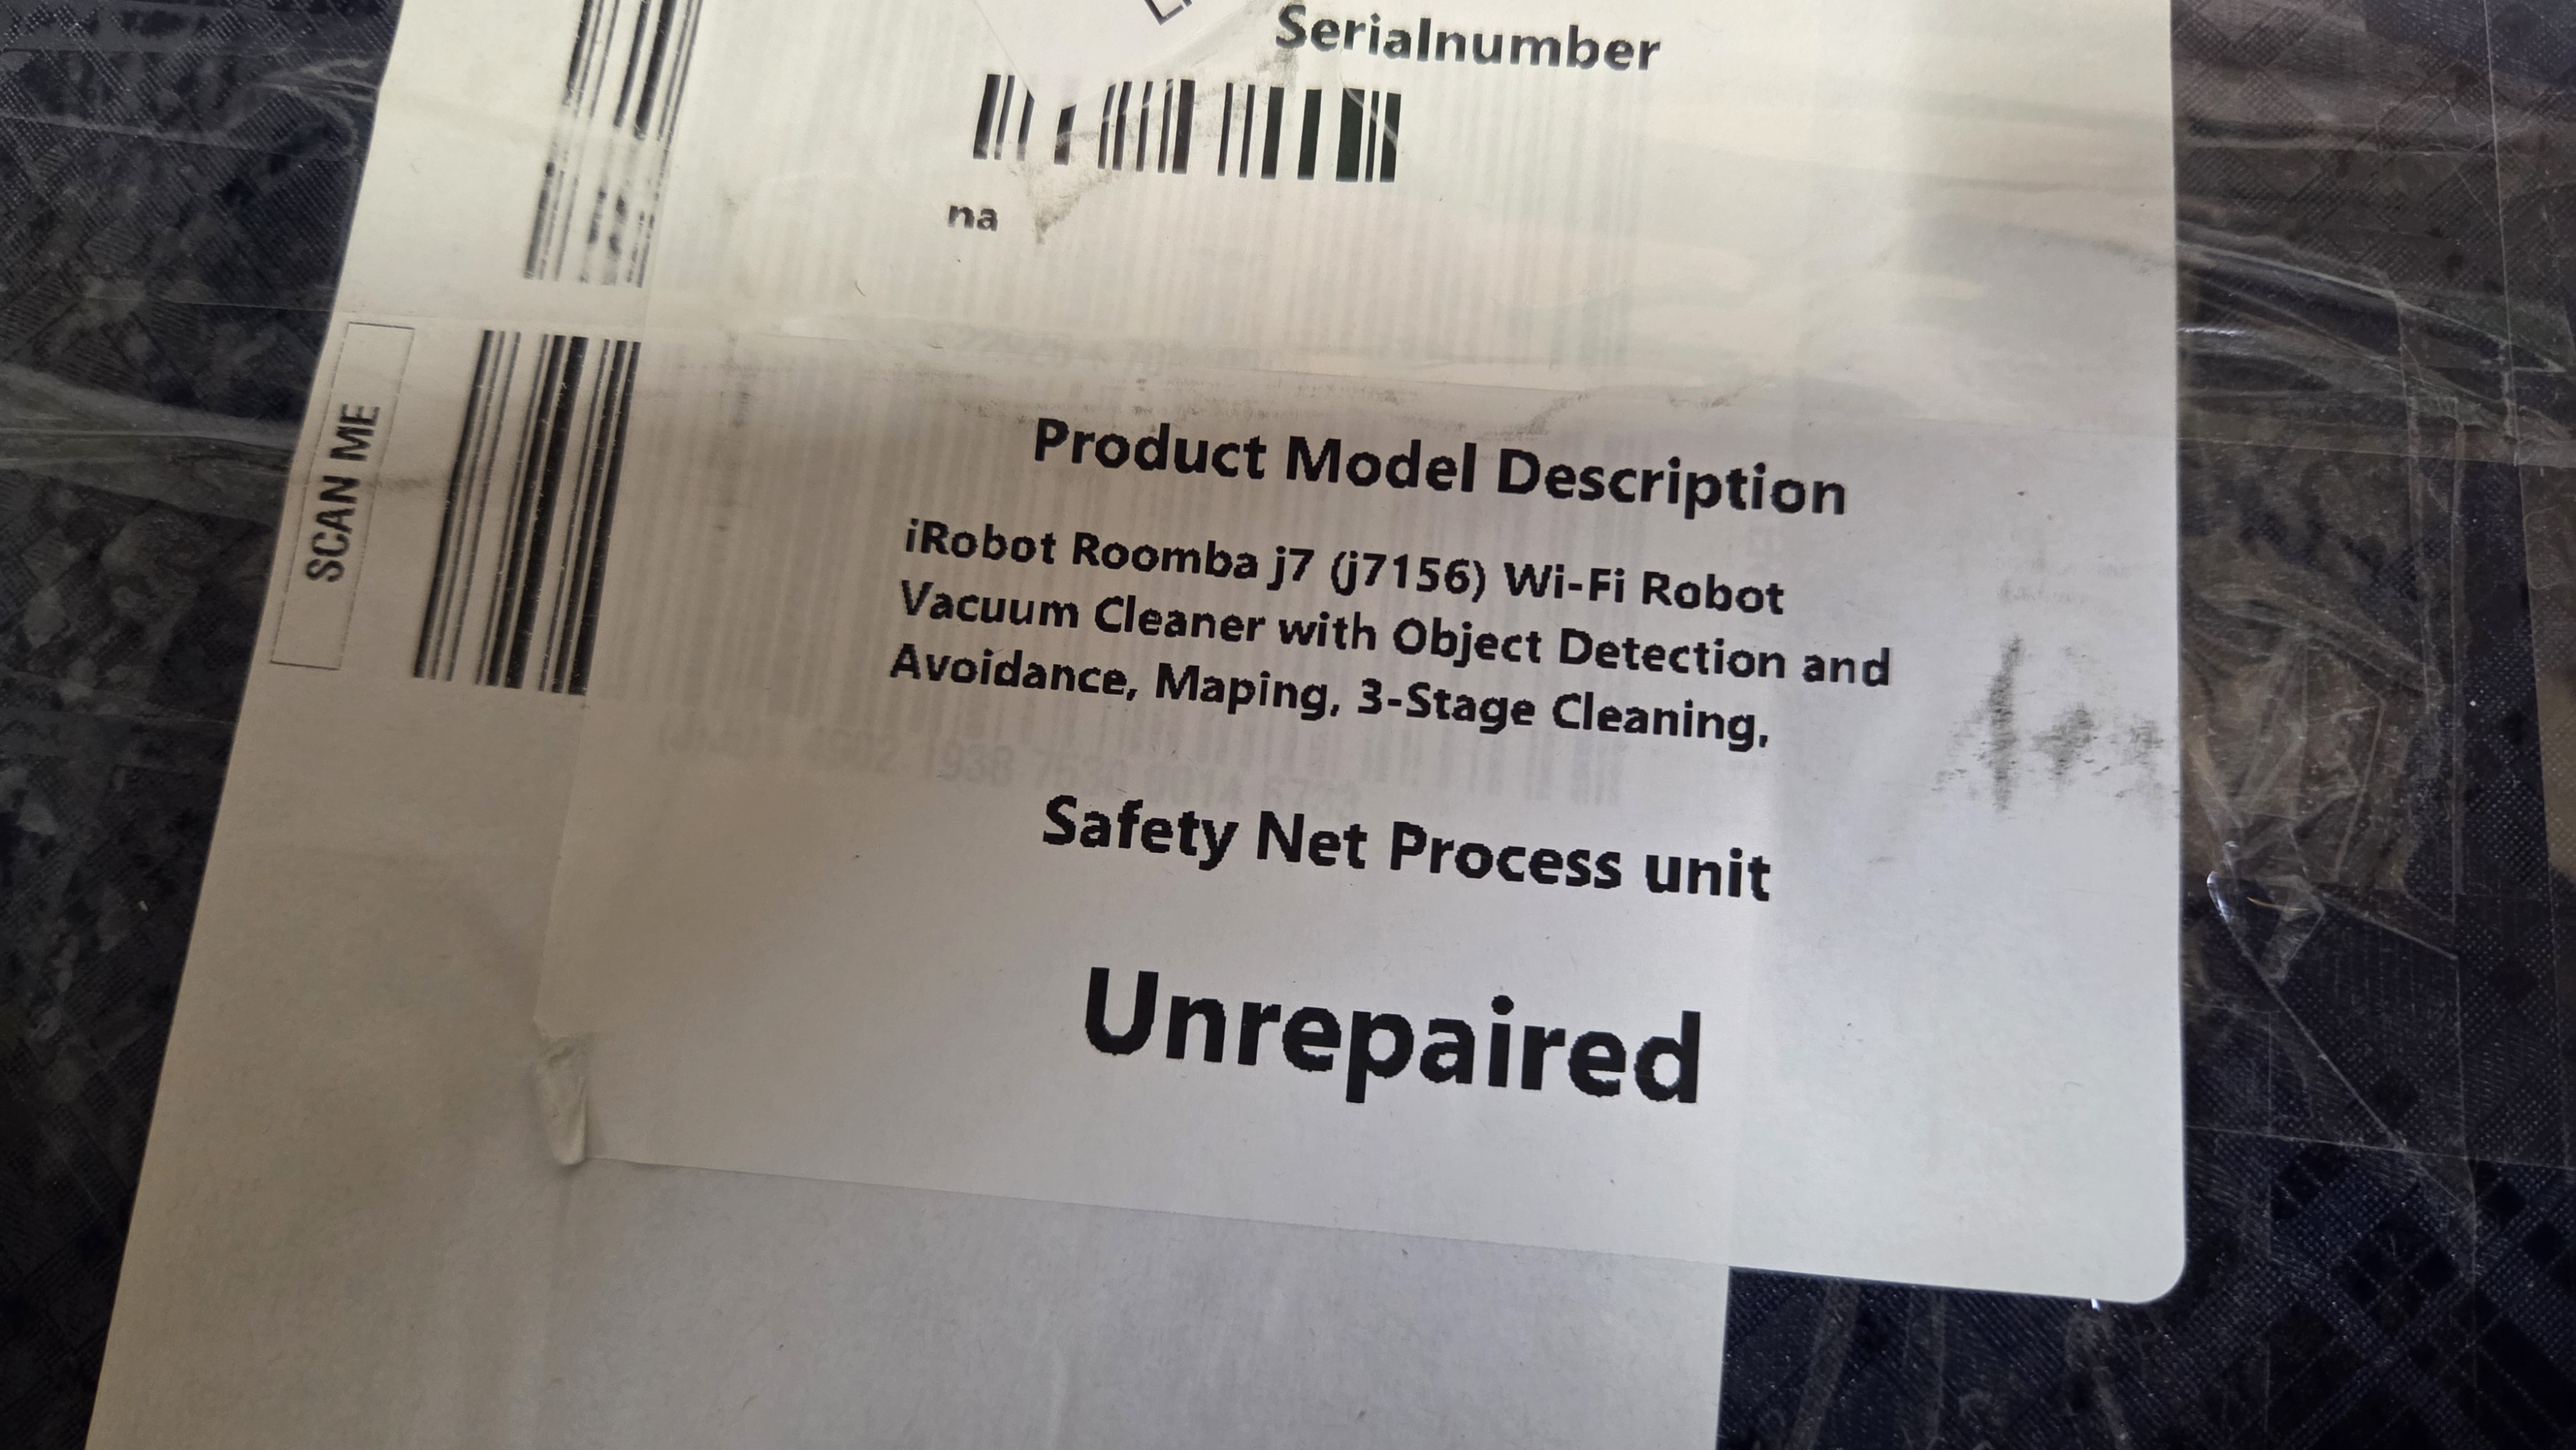 Serialnumber
na
SCAN ME
Product Model Description
iRobot Roomba j7 (j7156) Wi-Fi Robot
Vacuum Cleaner with Object Detection and
Avoidance, Maping, 3-Stage Cleaning,
Safety Net Process unit
Unrepaired